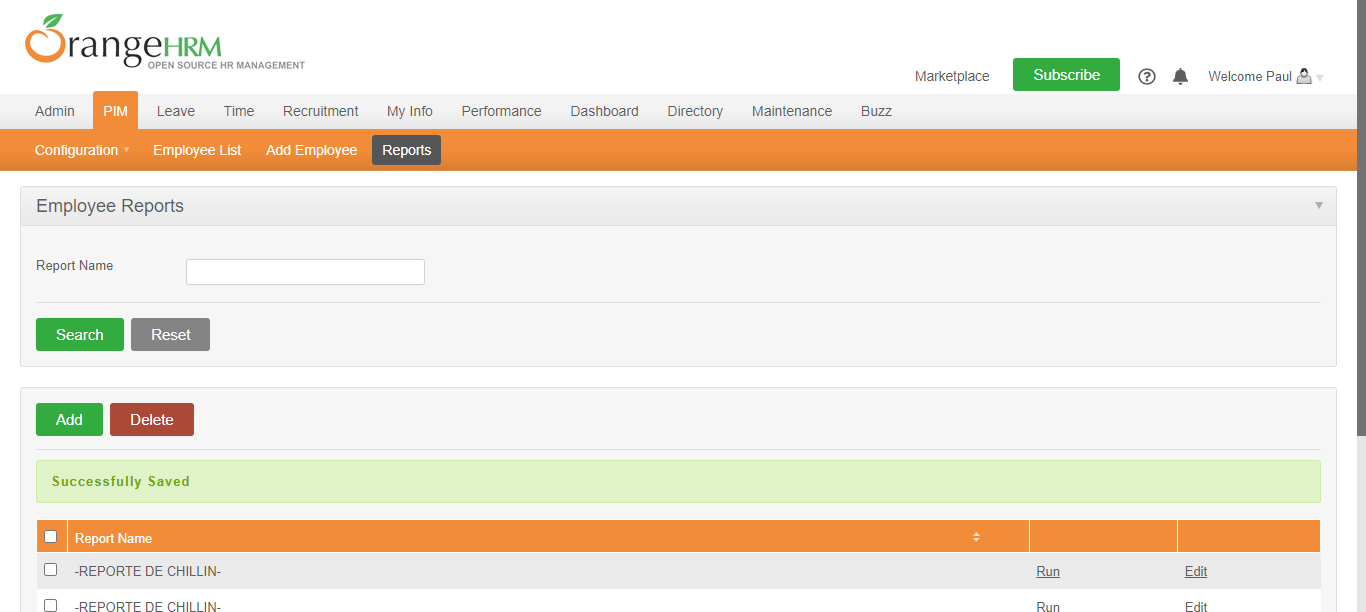 OrangeHRM
OPEN SOURCE HR MANAGEMENT
Marketplace Subscribe Welcome Paul
Admin PIM Leave Time Recruitment My Info Performance Dashboard Directory Maintenance Buzz
Configuration Employee List Add Employee Reports
Employee Reports
Report Name
Search Reset
Add Delete
Successfully Saved
Report Name
-REPORTE DE CHILLIN- Run Edit
-REPORTE DE CHILLIN- Run Edit